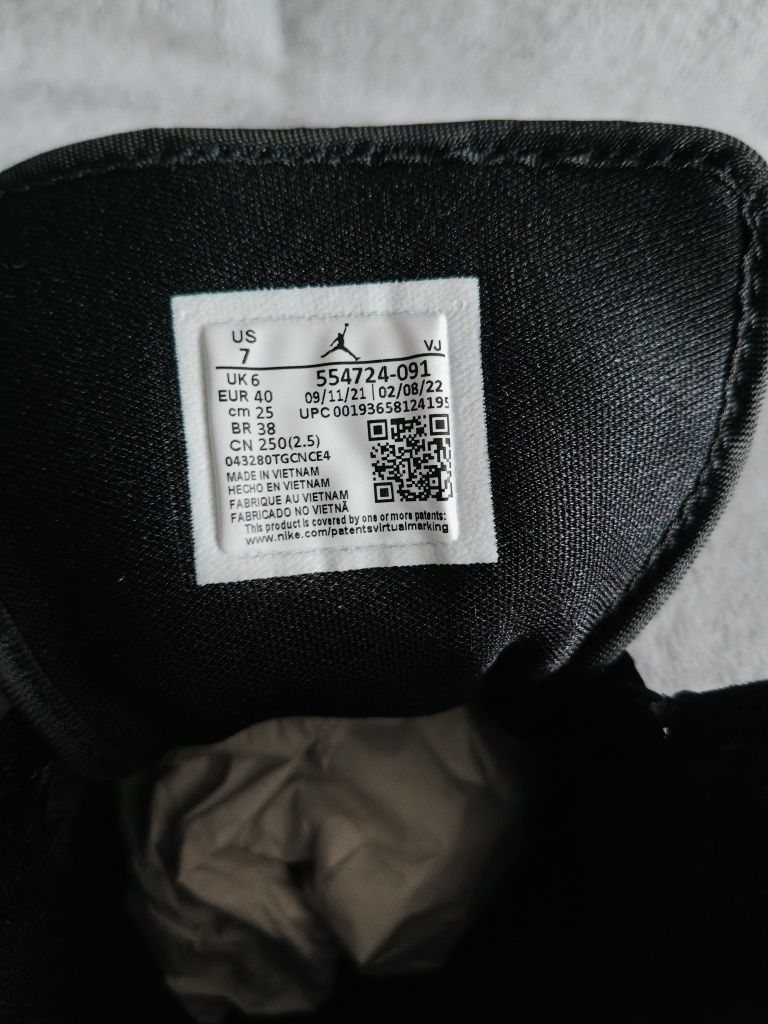 US
7
VJ
UK 6
554724-091
EUR 40
09/11/21 | 02/08/22
cm 25
UPC 00193658124195
BR 38
CN 250(2.5)
043280TGCNCE4
MADE IN VIETNAM
HECHO EN VIETNAM
FABRIQUE AU VIETNAM
FABRICADO NO VIETNÃ
This product is covered by one or more patents:
www.nike.com/patentsvirtualmarking